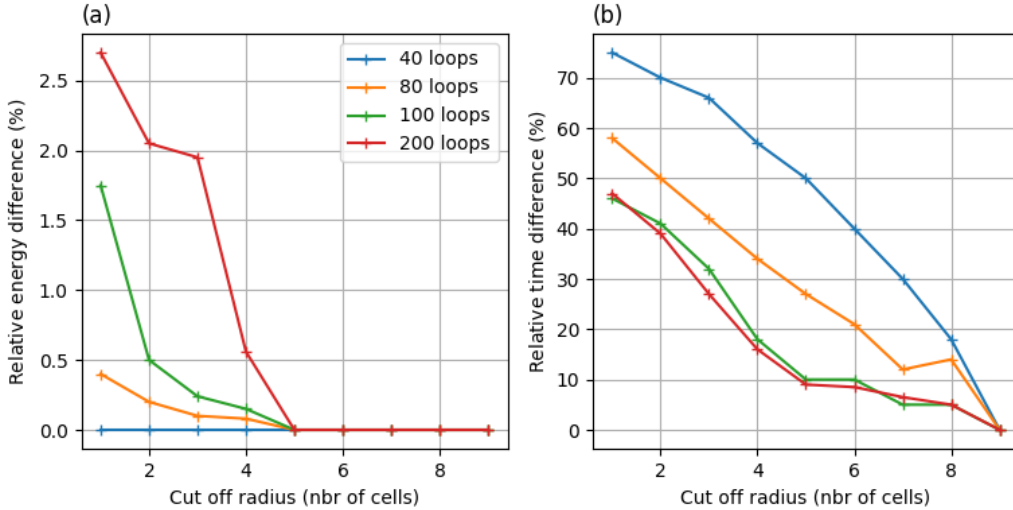 (a)
Relative energy difference (%)
2.5
2.0
1.5
1.0
0.5
0.0
2
4
6
8
Cut off radius (nbr of cells)
40 loops
80 loops
100 loops
200 loops
(b)
Relative time difference (%)
70
60
50
40
30
20
10
0
2
4
6
8
Cut off radius (nbr of cells)